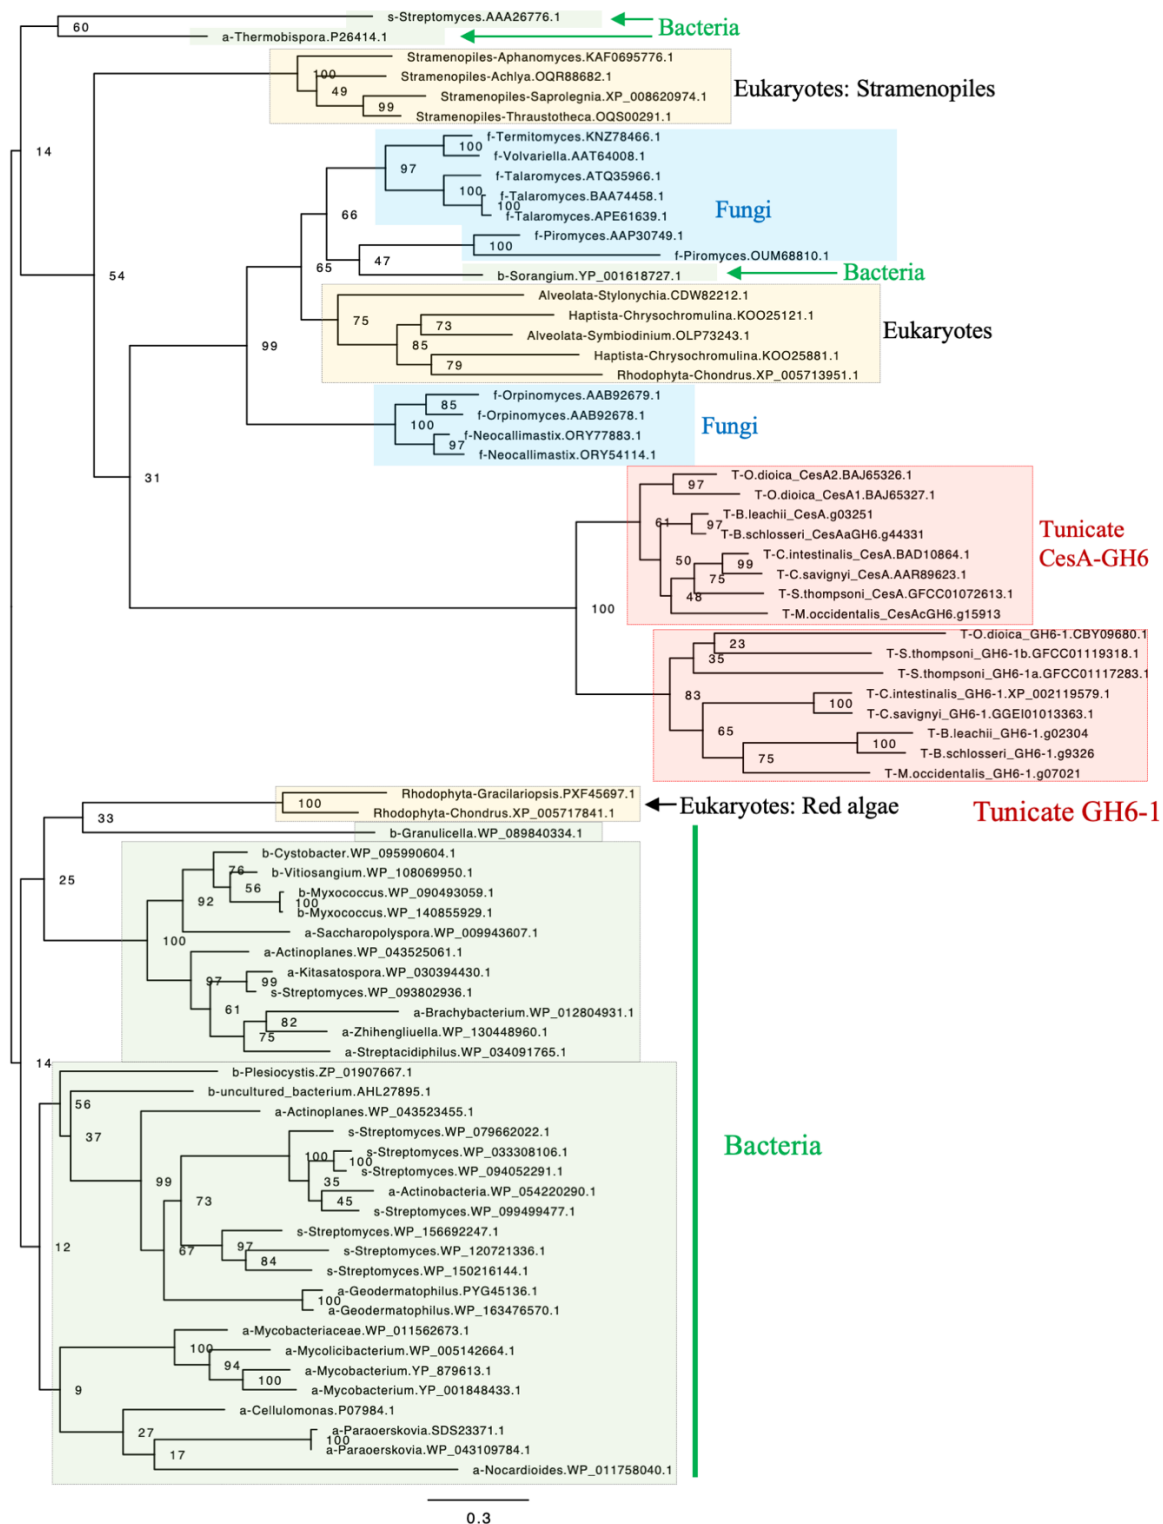 s-Streptomyces.AAA26776.1
60
Bacteria
a-Thermobispora.P26414.1
Stramenopiles-Aphanomyces.KAF0695776.1
100
Stramenopiles-Achlya.OQR88682.1
49
Eukaryotes: Stramenopiles
Stramenopiles-Saprolegnia.XP_008620974.1
99
Stramenopiles-Thraustotheca.OQS00291.1
f-Termitomyces.KNZ78466.1
100
14
f-Volvariella.AAT64008.1
97
f-Talaromyces.ATQ35966.1
100
f-Talaromyces.BAA74458.1
100
Fungi
66
f-Talaromyces.APE61639.1
f-Piromyces.AAP30749.1
100
f-Piromyces.OUM68810.1
47
65
54
b-Sorangium.YP_001618727.1
Bacteria
Alveolata-Stylonychia.CDW82212.1
75
Haptista-Chrysochromulina.KOO25121.1
73
Alveolata-Symbiodinium.OLP73243.1
Eukaryotes
99
85
Haptista-Chrysochromulina.KOO25881.1
79
Rhodophyta-Chondrus.XP_005713951.1
f-Orpinomyces.AAB92679.1
85
f-Orpinomyces.AAB92678.1
100
Fungi
f-Neocallimastix.ORY77883.1
97
f-Neocallimastix.ORY54114.1
31
T-O.dioica_CesA2.BAJ65326.1
97
T-O.dioica_CesA1.BAJ65327.1
T-B.leachii_CesA.g03251
61
97
Tunicate
T-B.schlosseri_CesAaGH6.g44331
T-C.intestinalis_CesA.BAD10864.1
CesA-GH6
50
99
T-C.savignyi_CesA.AAR89623.1
75
T-S.thompsoni_CesA.GFCC01072613.1
48
100
T-M.occidentalis_CesAcGH6.g15913
T-O.dioica_GH6-1.CBY09680.1
23
T-S.thompsoni_GH6-1b.GFCC01119318.1
35
T-S.thompsoni_GH6-1a.GFCC01117283.1
83
T-C.intestinalis_GH6-1.XP_002119579.1
100
T-C.savignyi_GH6-1.GGEI01013363.1
65
T-B.leachii_GH6-1.g02304
100
T-B.schlosseri_GH6-1.g9326
75
T-M.occidentalis_GH6-1.g07021
Rhodophyta-Gracilariopsis.PXF45697.1
100
Eukaryotes: Red algae
Tunicate GH6-1
Rhodophyta-Chondrus.XP_005717841.1
33
b-Granulicella.WP_089840334.1
b-Cystobacter.WP_095990604.1
76
b-Vitiosangium.WP_108069950.1
25
56
b-Myxococcus.WP_090493059.1
92
100
b-Myxococcus.WP_140855929.1
a-Saccharopolyspora.WP_009943607.1
100
a-Actinoplanes.WP_043525061.1
a-Kitasatospora.WP_030394430.1
97
99
s-Streptomyces.WP_093802936.1
61
a-Brachybacterium.WP_012804931.1
82
a-Zhihengliuella.WP_130448960.1
75
a-Streptacidiphilus.WP_034091765.1
14
b-Plesiocystis.ZP_01907667.1
b-uncultured_bacterium.AHL27895.1
56
a-Actinoplanes.WP_043523455.1
s-Streptomyces.WP_079662022.1
37
Bacteria
s-Streptomyces.WP_033308106.1
100
100
s-Streptomyces.WP_094052291.1
99
35
a-Actinobacteria.WP_054220290.1
73
45
s-Streptomyces.WP_099499477.1
s-Streptomyces.WP_156692247.1
12
67
97
s-Streptomyces.WP_120721336.1
84
s-Streptomyces.WP_150216144.1
a-Geodermatophilus.PYG45136.1
100
a-Geodermatophilus.WP_163476570.1
a-Mycobacteriaceae.WP_011562673.1
100
a-Mycolicibacterium.WP_005142664.1
94
a-Mycobacterium.YP_879613.1
100
a-Mycobacterium.YP_001848433.1
9
a-Cellulomonas.P07984.1
27
a-Paraoerskovia.SDS23371.1
100
a-Paraoerskovia.WP_043109784.1
17
a-Nocardioides.WP_011758040.1
0.3